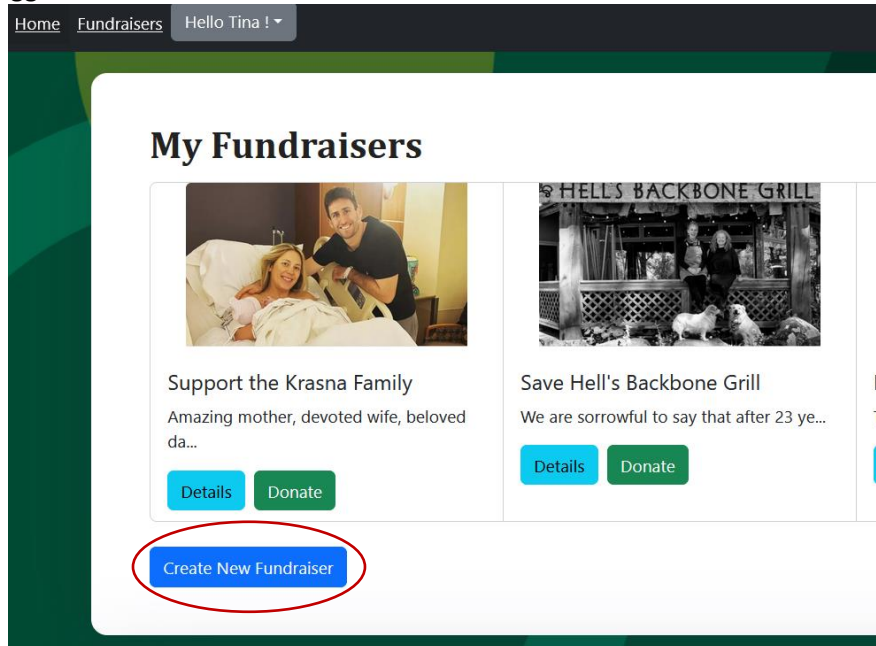 Home Fundraisers Hello Tina !
My Fundraisers
HELL'S BACKBONE GRILL
Support the Krasna Family
Amazing mother, devoted wife, beloved
da...
Details Donate
Save Hell's Backbone Grill
We are sorrowful to say that after 23 ye...
Details Donate
Create New Fundraiser